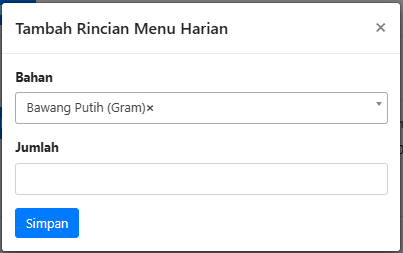 Tambah Rincian Menu Harian ×
Bahan
Bawang Putih (Gram)×
Jumlah
Simpan